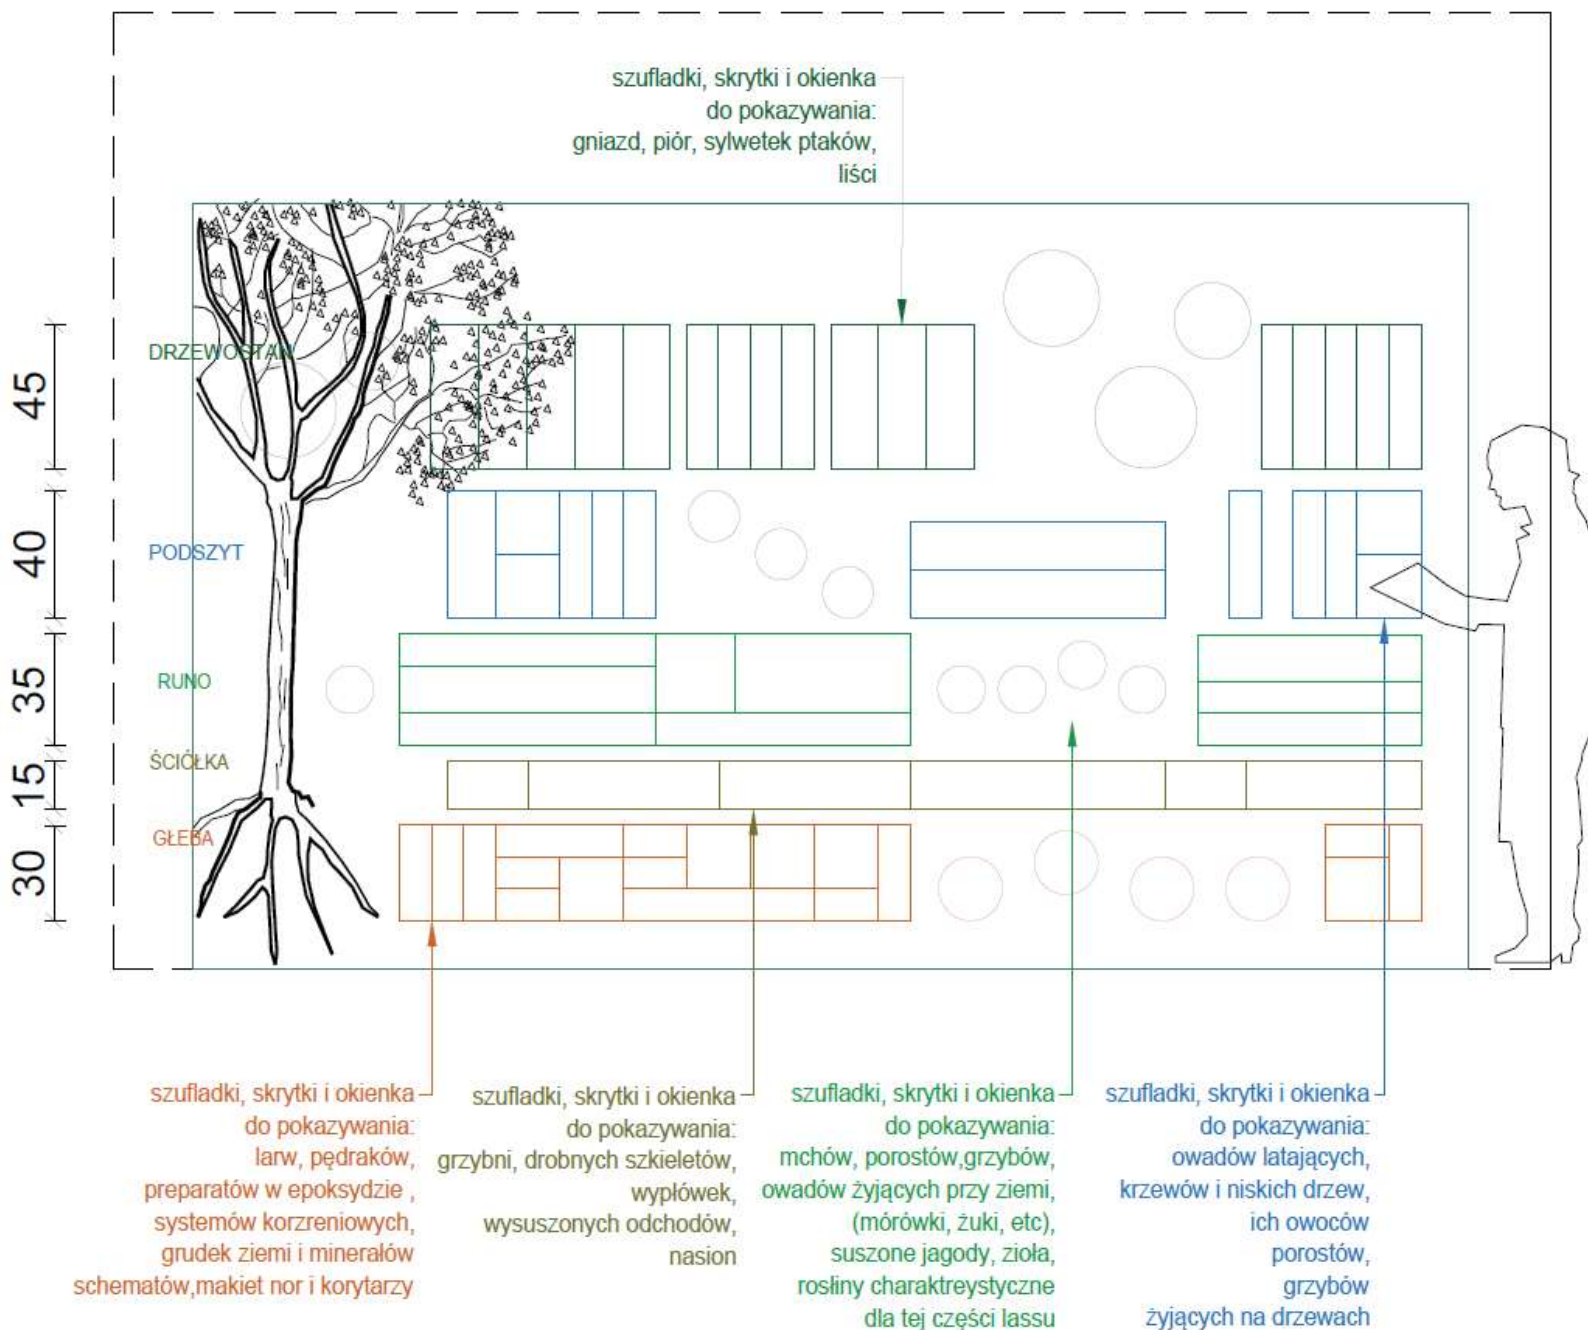 szufladki, skrytki i okienka
do pokazywania:
gniazd, piór, sylwetek ptaków,
liści
DRZEWOSTAN
45
PODSZYT
40
RUNO
35
ŚCIÓŁKA
15
GŁEBA
30
szufladki, skrytki i okienka
do pokazywania:
larw, pędraków,
preparatów w epoksydzie ,
systemów korzreniowych,
grudek ziemi i minerałów
schematów,makiet nor i korytarzy
szufladki, skrytki i okienka
do pokazywania:
grzybni, drobnych szkieletów,
wypłówek,
wysuszonych odchodów,
nasion
szufladki, skrytki i okienka
do pokazywania:
mchów, porostów,grzybów,
owadów żyjących przy ziemi,
(mórówki, żuki, etc),
suszone jagody, zioła,
rosłiny charaktreystyczne
dla tej części lassu
szufladki, skrytki i okienka
do pokazywania:
owadów latających,
krzewów i niskich drzew,
ich owoców
porostów,
grzybów
żyjących na drzewach